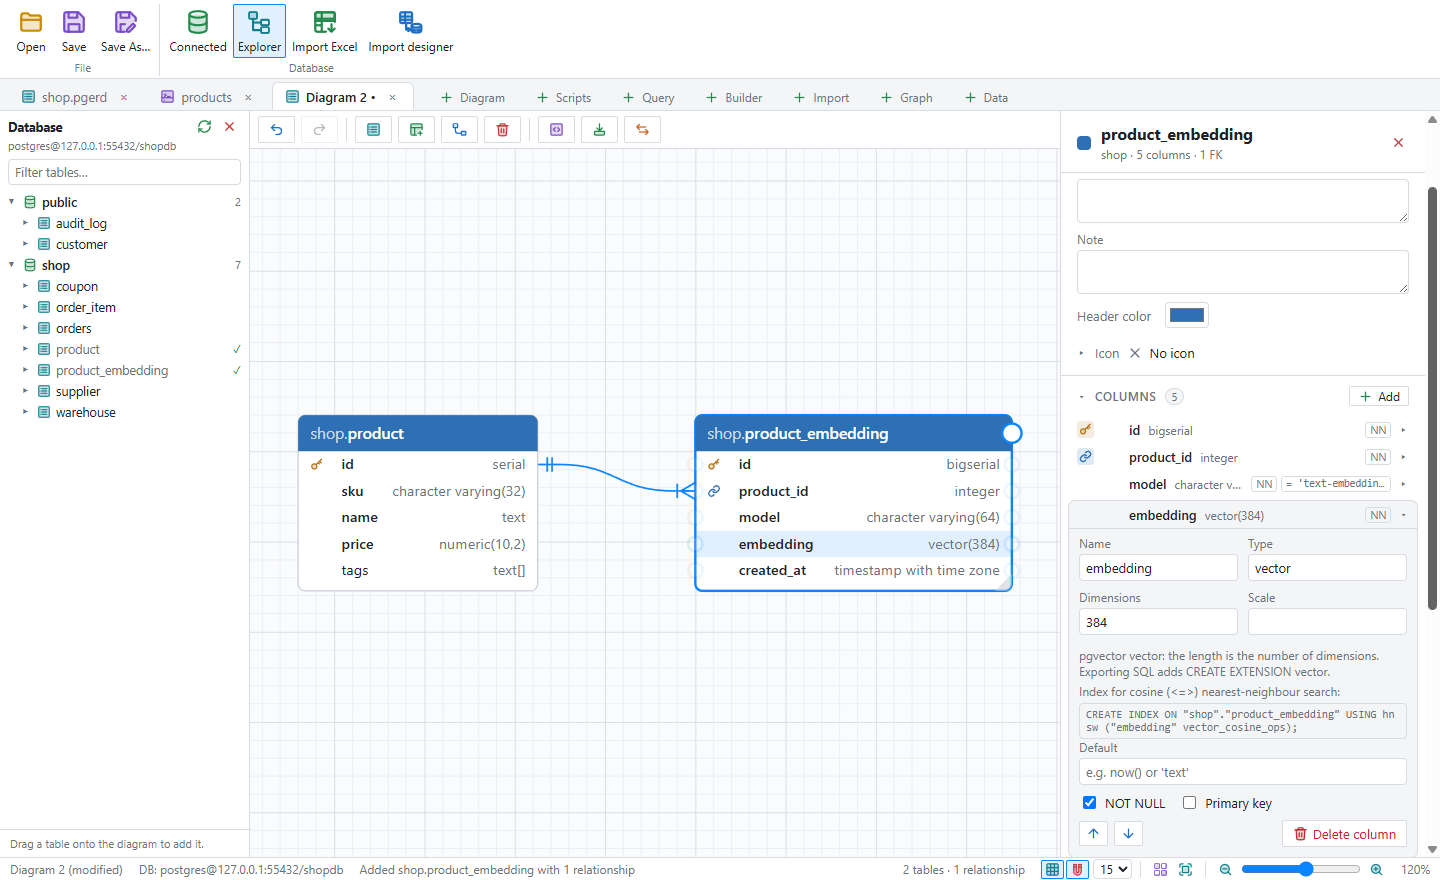 Open
Save
Save As...
Connected
Explorer
Import Excel
Import designer
File
Database
shop.pgerd ×
products ×
Diagram 2 • ×
+ Diagram
+ Scripts
+ Query
+ Builder
+ Import
+ Graph
+ Data
Database
postgres@127.0.0.1:55432/shopdb
Filter tables...
public 2
audit_log
customer
shop 7
coupon
order_item
orders
product ✓
product_embedding ✓
supplier
warehouse
Drag a table onto the diagram to add it.
shop.product
id serial
sku character varying(32)
name text
price numeric(10,2)
tags text[]
shop.product_embedding
id bigserial
product_id integer
model character varying(64)
embedding vector(384)
created_at timestamp with time zone
product_embedding
shop · 5 columns · 1 FK
Note
Header color
Icon × No icon
COLUMNS 5
+ Add
id bigserial NN
product_id integer NN
model character v... NN = 'text-embeddin...
embedding vector(384) NN
Name
Type
embedding
vector
Dimensions
Scale
384
pgvector vector: the length is the number of dimensions.
Exporting SQL adds CREATE EXTENSION vector.
Index for cosine (<=>) nearest-neighbour search:
CREATE INDEX ON "shop"."product_embedding" USING hn
sw ("embedding" vector_cosine_ops);
Default
e.g. now() or 'text'
NOT NULL
Primary key
Delete column
Diagram 2 (modified)
DB: postgres@127.0.0.1:55432/shopdb
Added shop.product_embedding with 1 relationship
2 tables · 1 relationship
15
120%